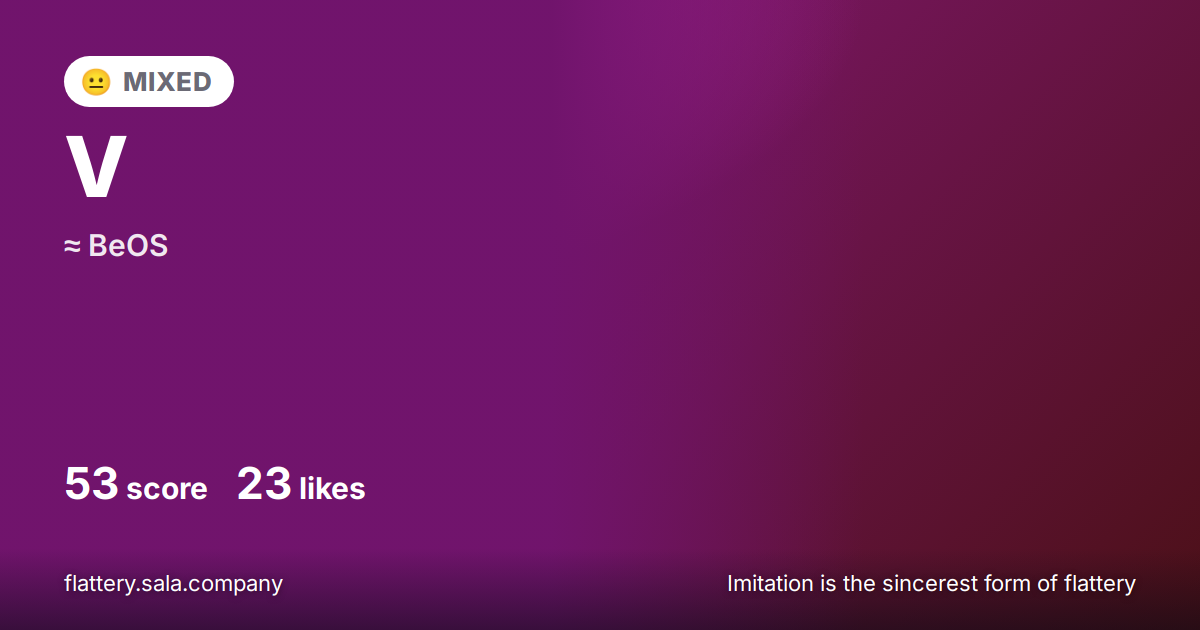 😐 MIXED
V
≈ BeOS
53 score 23 likes
flattery.sala.company
Imitation is the sincerest form of flattery